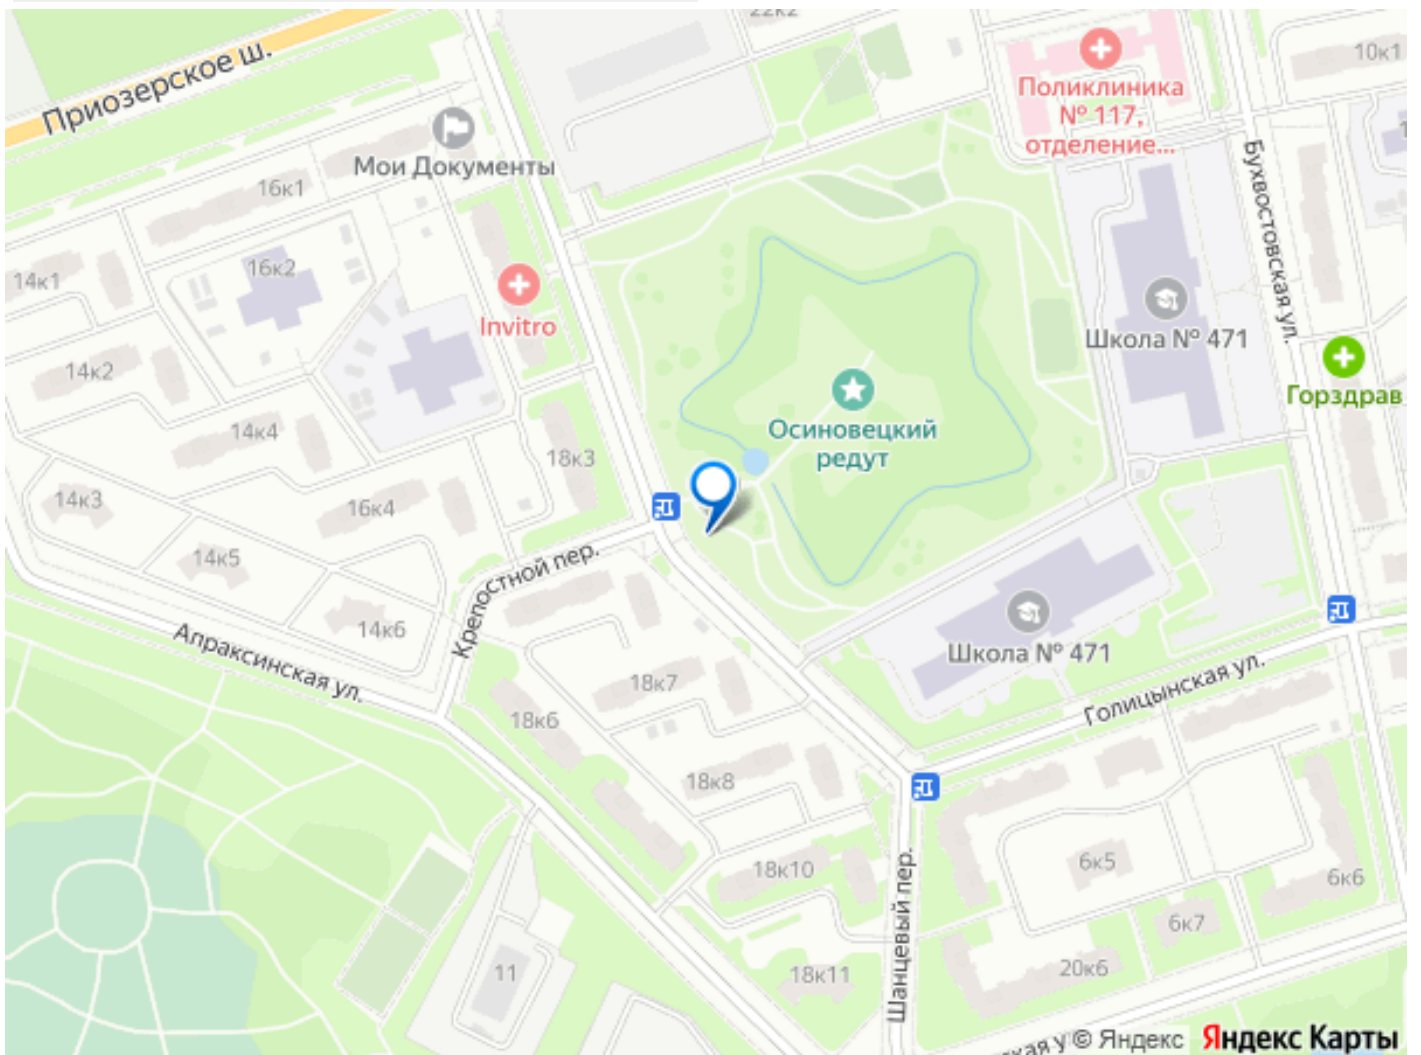 22к2
10к1
Приозерское ш.
Поликлиника
№ 117,
отделение...
Мои Документы
Бухвостовская ул.
16к1
16к2
14к1
Invitro
Школа № 471
14к2
Горздрав
14к4
Осиновецкий
редут
18к3
14к3
16к4
14к5
Крепостной пер.
14к6
Апраксинская ул.
Школа № 471
18к7
Голицынская ул.
18к6
18к8
18к10
6к5
6к6
Шанцевый пер.
6к7
11
18к11
20к6
© Яндекс
Яндекс Карты